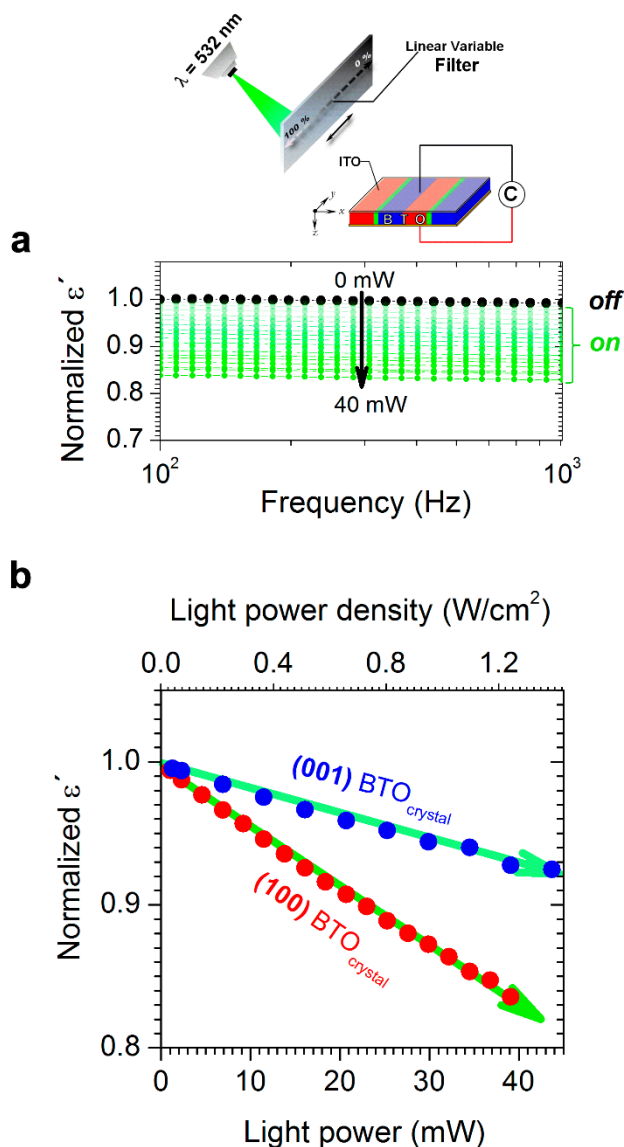 λ = 532 nm
0 %
100 %
Linear Variable
Filter
ITO
B T O
C
y
x
z
a
Normalized ε´
1.0
0.9
0.8
0.7
0 mW
40 mW
off
on
10²
10³
Frequency (Hz)
b
Light power density (W/cm²)
0.0
0.4
0.8
1.2
Normalized ε´
1.0
0.9
0.8
(001) BTO crystal
(100) BTO crystal
0
10
20
30
40
Light power (mW)